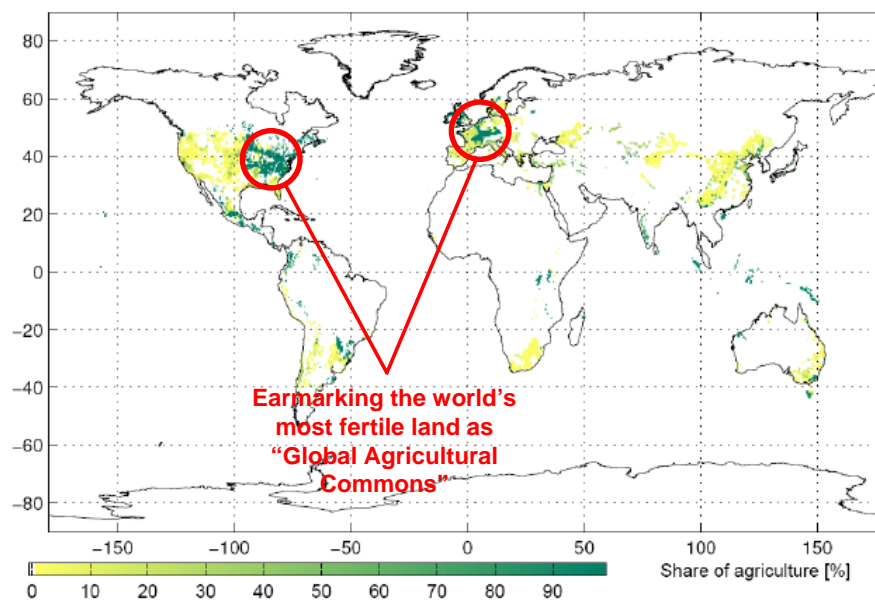 80
60
40
20
0
−20
−40
−60
−80
Earmarking the world’s
most fertile land as
“Global Agricultural
Commons”
−150 −100 −50 0 50 100 150
0 10 20 30 40 50 60 70 80 90
Share of agriculture [%]